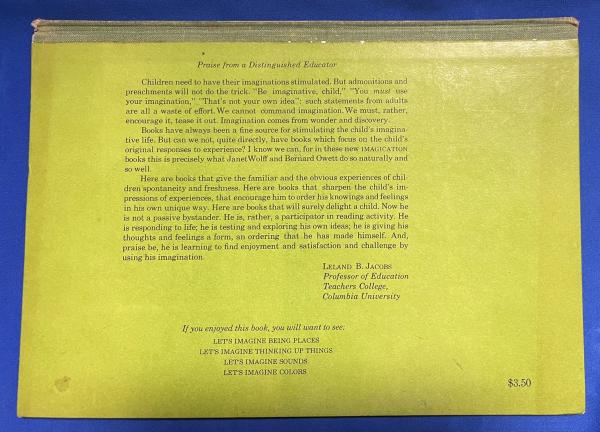 Praise from a Distinguished Educator
Children need to have their imaginations stimulated. But admonitions and
preachments will not do the trick. "Be imaginative, child," "You must use
your imagination," "That's not your own idea": such statements from adults
are all a waste of effort. We cannot command imagination. We must, rather,
encourage it, tease it out. Imagination comes from wonder and discovery.
Books have always been a fine source for stimulating the child's imagina-
tive life. But can we not, quite directly, have books which focus on the child's
original responses to experience? I know we can, for in these new IMAGICATION
books this is precisely what Janet Wolff and Bernard Owett do so naturally and
so well.
Here are books that give the familiar and the obvious experiences of chil-
dren spontaneity and freshness. Here are books that sharpen the child's im-
pressions of experiences, that encourage him to order his knowings and feelings
in his own unique way. Here are books that will surely delight a child. Now he
is not a passive bystander. He is, rather, a participator in reading activity. He
is responding to life; he is testing and exploring his own ideas; he is giving his
thoughts and feelings a form, an ordering that he has made himself. And,
praise be, he is learning to find enjoyment and satisfaction and challenge by
using his imagination.
LELAND B. JACOBS
Professor of Education
Teachers College,
Columbia University
If you enjoyed this book, you will want to see:
LET'S IMAGINE BEING PLACES
LET'S IMAGINE THINKING UP THINGS
LET'S IMAGINE SOUNDS
LET'S IMAGINE COLORS
$3.50